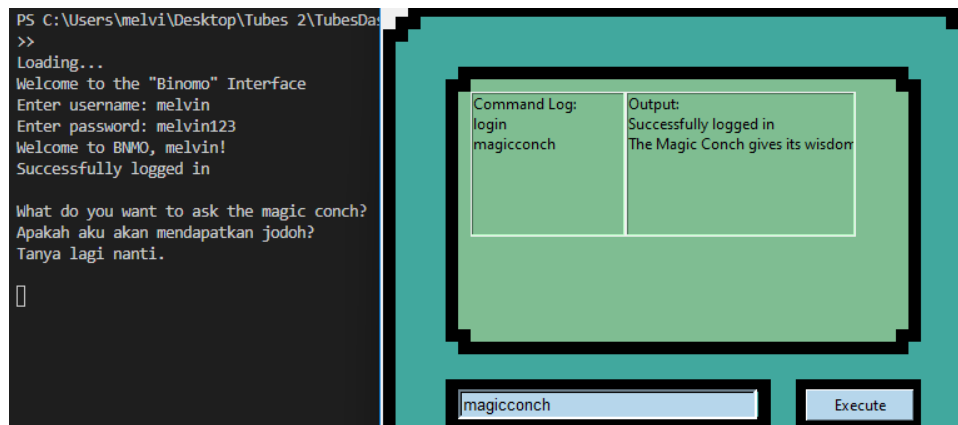 PS C:\Users\melvi\Desktop\Tubes 2\TubesDas
>>
Loading...
Welcome to the "Binomo" Interface
Enter username: melvin
Enter password: melvin123
Welcome to BNMO, melvin!
Successfully logged in
What do you want to ask the magic conch?
Apakah aku akan mendapatkan jodoh?
Tanya lagi nanti.
Command Log:
login
magicconch
Output:
Successfully logged in
The Magic Conch gives its wisdom
magicconch
Execute